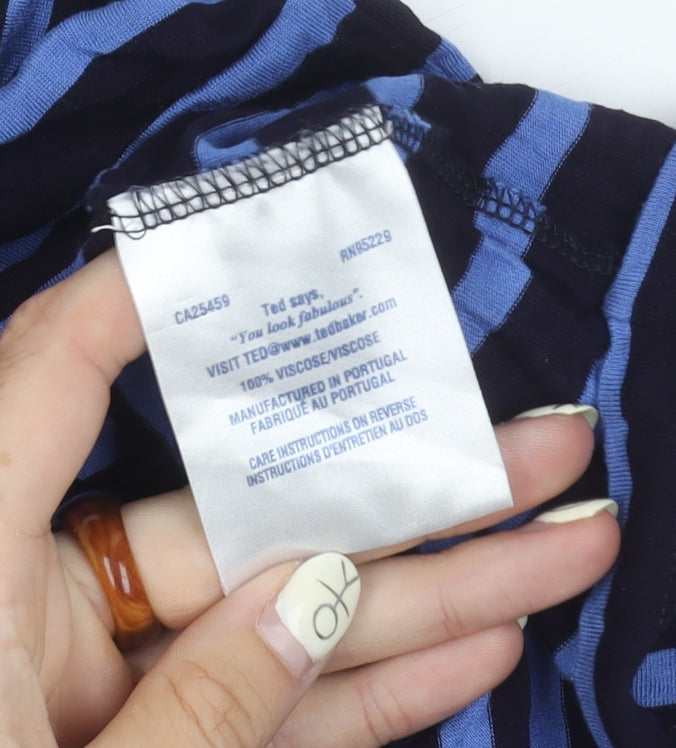 CA25459 RN85229
Ted says,
"You look fabulous".
VISIT TED@www.tedbaker.com
100% VISCOSE/VISCOSE
MANUFACTURED IN PORTUGAL
FABRIQUÉ AU PORTUGAL
CARE INSTRUCTIONS ON REVERSE
INSTRUCTIONS D'ENTRETIEN AU DOS